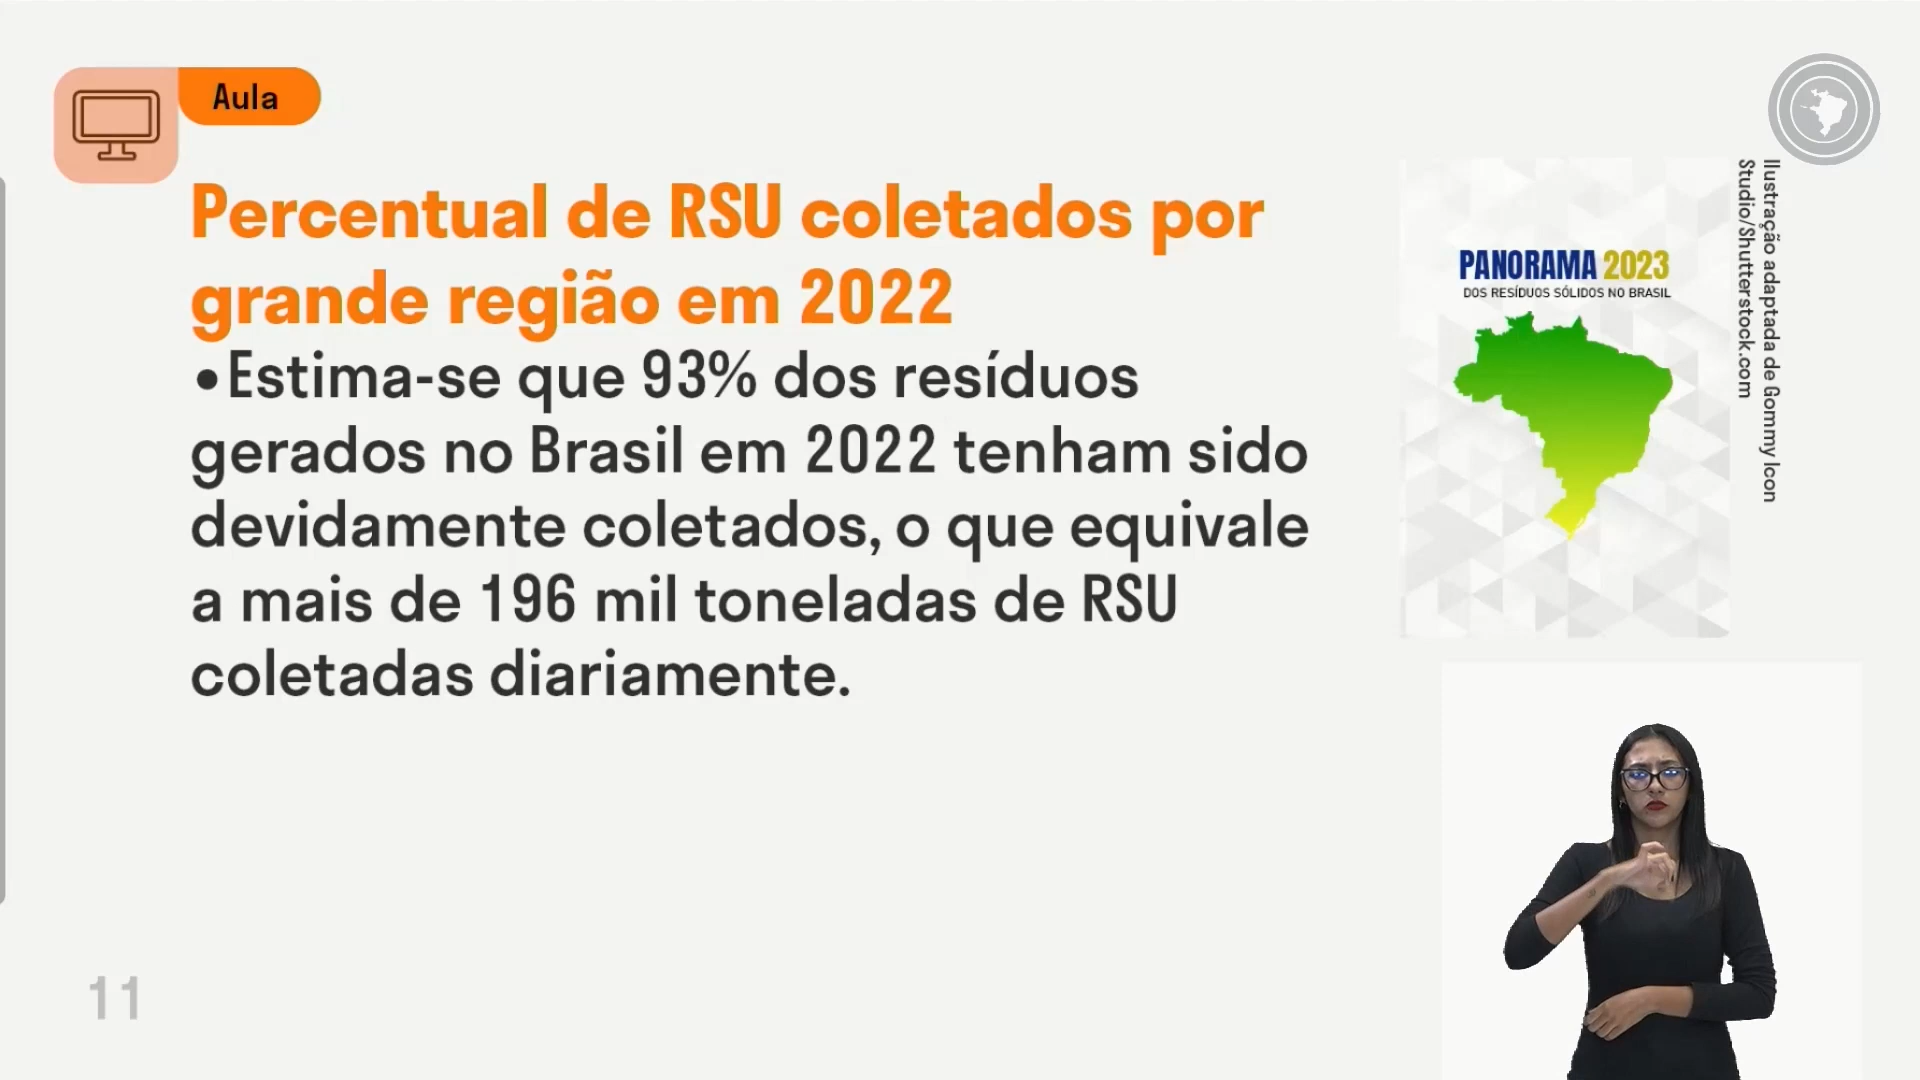 Aula
Percentual de RSU coletados por
grande região em 2022
•Estima-se que 93% dos resíduos
gerados no Brasil em 2022 tenham sido
devidamente coletados, o que equivale
a mais de 196 mil toneladas de RSU
coletadas diariamente.
PANORAMA 2023
DOS RESÍDUOS SÓLIDOS NO BRASIL
Ilustração adaptada de Gommy Icon
Studio/Shutterstock.com
11